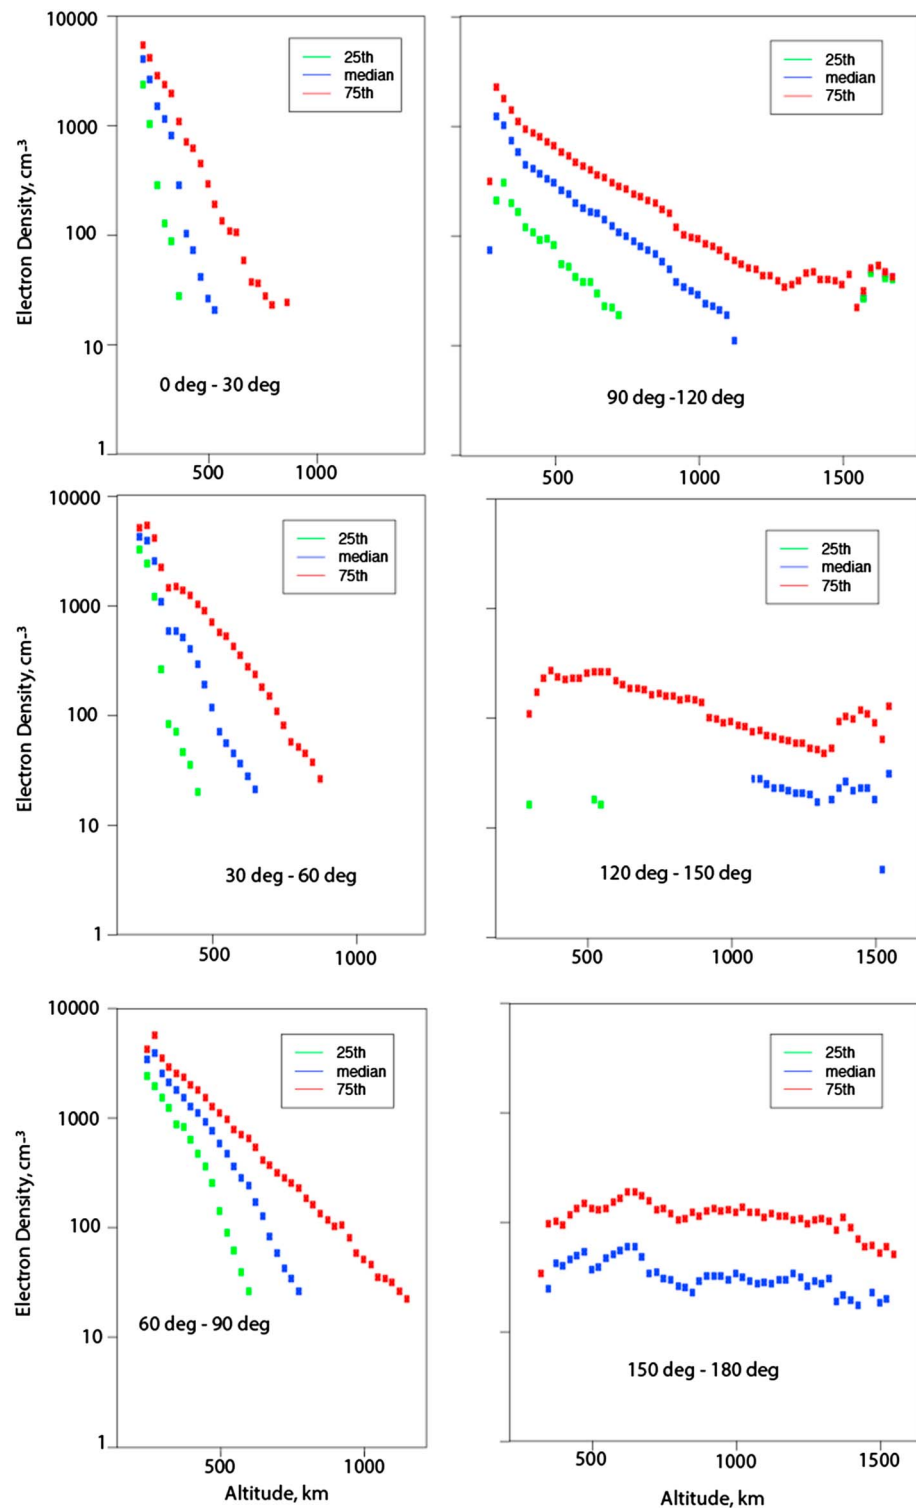 10000
1000
100
10
1
Electron Density, cm-3
25th
median
75th
0 deg - 30 deg
500
1000
25th
median
75th
90 deg -120 deg
500
1000
1500
10000
1000
100
10
1
Electron Density, cm-3
25th
median
75th
30 deg - 60 deg
500
1000
25th
median
75th
120 deg - 150 deg
500
1000
1500
10000
1000
100
10
1
Electron Density, cm-3
25th
median
75th
60 deg - 90 deg
500
1000
Altitude, km
25th
median
75th
150 deg - 180 deg
500
1000
1500
Altitude, km